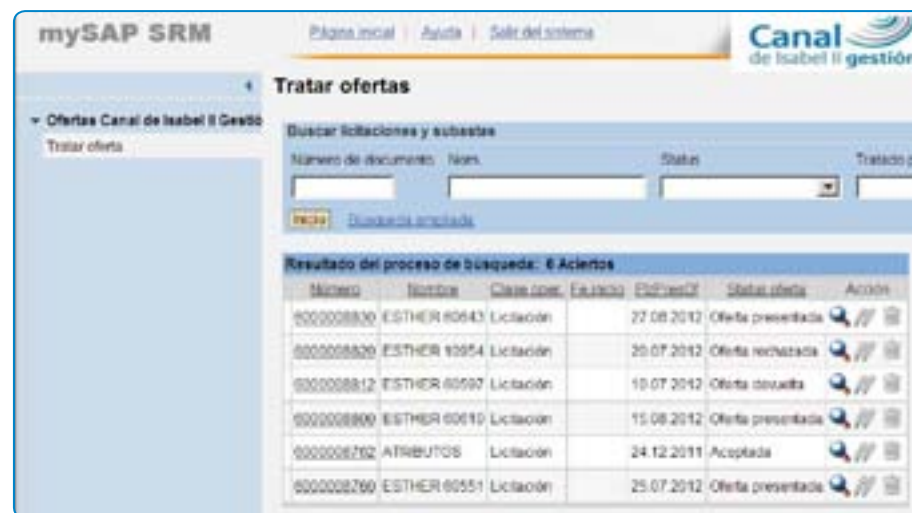 mySAP SRM
Página inicial | Ayuda | Salir del sistema
Canal
de Isabel II gestión
Tratar ofertas
Ofertas Canal de Isabel II Gestió
Tratar oferta
Buscar licitaciones y subastas
Número de documento Nom. Status Tratado p
Inicio Búsqueda ampliada
Resultado del proceso de búsqueda: 6 Aciertos
Número Nombre Clase oper. Fe.inicio FbPresOf Status oferta Acción
6000008830 ESTHER 60643 Licitación 27.08.2012 Oferta presentada
6000008820 ESTHER 10954 Licitación 20.07.2012 Oferta rechazada
6000008812 ESTHER 60597 Licitación 10.07.2012 Oferta devuelta
6000008800 ESTHER 60610 Licitación 15.08.2012 Oferta presentada
6000008762 ATRIBUTOS Licitación 24.12.2011 Aceptada
6000008760 ESTHER 60551 Licitación 25.07.2012 Oferta presentada